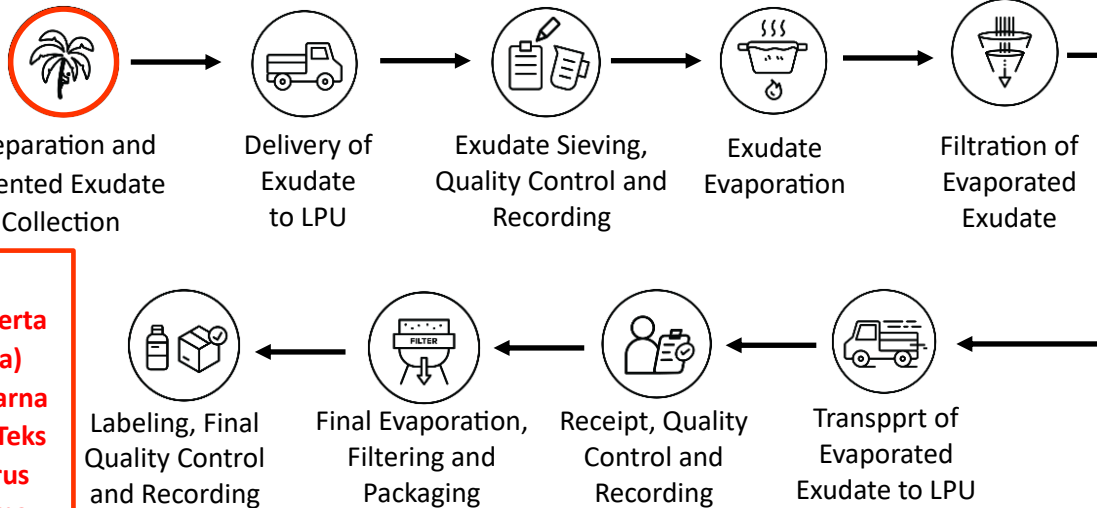 eparation and
ented Exudate
Collection
Delivery of
Exudate
to LPU
Exudate Sieving,
Quality Control and
Recording
Exudate
Evaporation
Filtration of
Evaporated
Exudate
erta
a)
arna
Teks
rus
FILTER
Labeling, Final
Quality Control
and Recording
Final Evaporation,
Filtering and
Packaging
Receipt, Quality
Control and
Recording
Transpprt of
Evaporated
Exudate to LPU